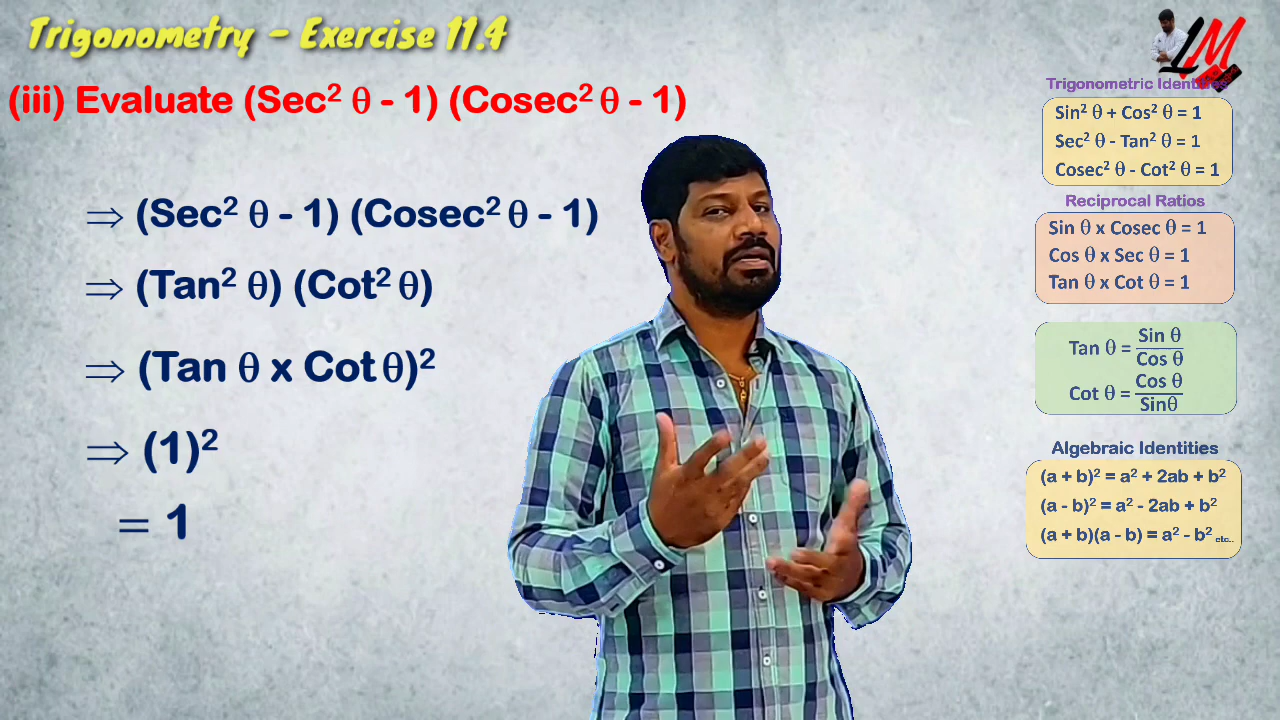 Trigonometry - Exercise 11.4
LM
(iii) Evaluate (Sec² θ - 1) (Cosec² θ - 1)
⇒ (Sec² θ - 1) (Cosec² θ - 1)
⇒ (Tan² θ) (Cot² θ)
⇒ (Tan θ x Cot θ)²
⇒ (1)²
= 1
Trigonometric
Sin² θ + Cos² θ = 1
Sec² θ - Tan² θ = 1
Cosec² θ - Cot² θ = 1
Reciprocal Ratios
Sin θ x Cosec θ = 1
Cos θ x Sec θ = 1
Tan θ x Cot θ = 1
Tan θ = Sin θ / Cos θ
Cot θ = Cos θ / Sinθ
Algebraic Identities
(a + b)² = a² + 2ab + b²
(a - b)² = a² - 2ab + b²
(a + b)(a - b) = a² - b² etc..